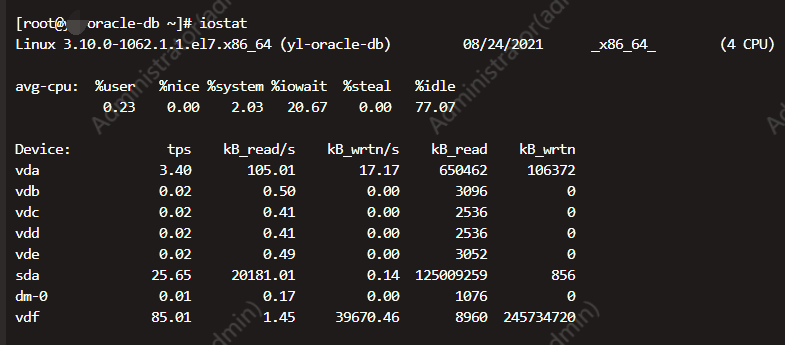 [root@y -oracle-db ~]# iostat
Linux 3.10.0-1062.1.1.el7.x86_64 (yl-oracle-db) 08/24/2021 _x86_64_ (4 CPU)
avg-cpu: %user %nice %system %iowait %steal %idle
0.23 0.00 2.03 20.67 0.00 77.07
Device: tps kB_read/s kB_wrtn/s kB_read kB_wrtn
vda 3.40 105.01 17.17 650462 106372
vdb 0.02 0.50 0.00 3096 0
vdc 0.02 0.41 0.00 2536 0
vdd 0.02 0.41 0.00 2536 0
vde 0.02 0.49 0.00 3052 0
sda 25.65 20181.01 0.14 125009259 856
dm-0 0.01 0.17 0.00 1076 0
vdf 85.01 1.45 39670.46 8960 245734720
Administrator(adm
Administrator(ad
dmin)